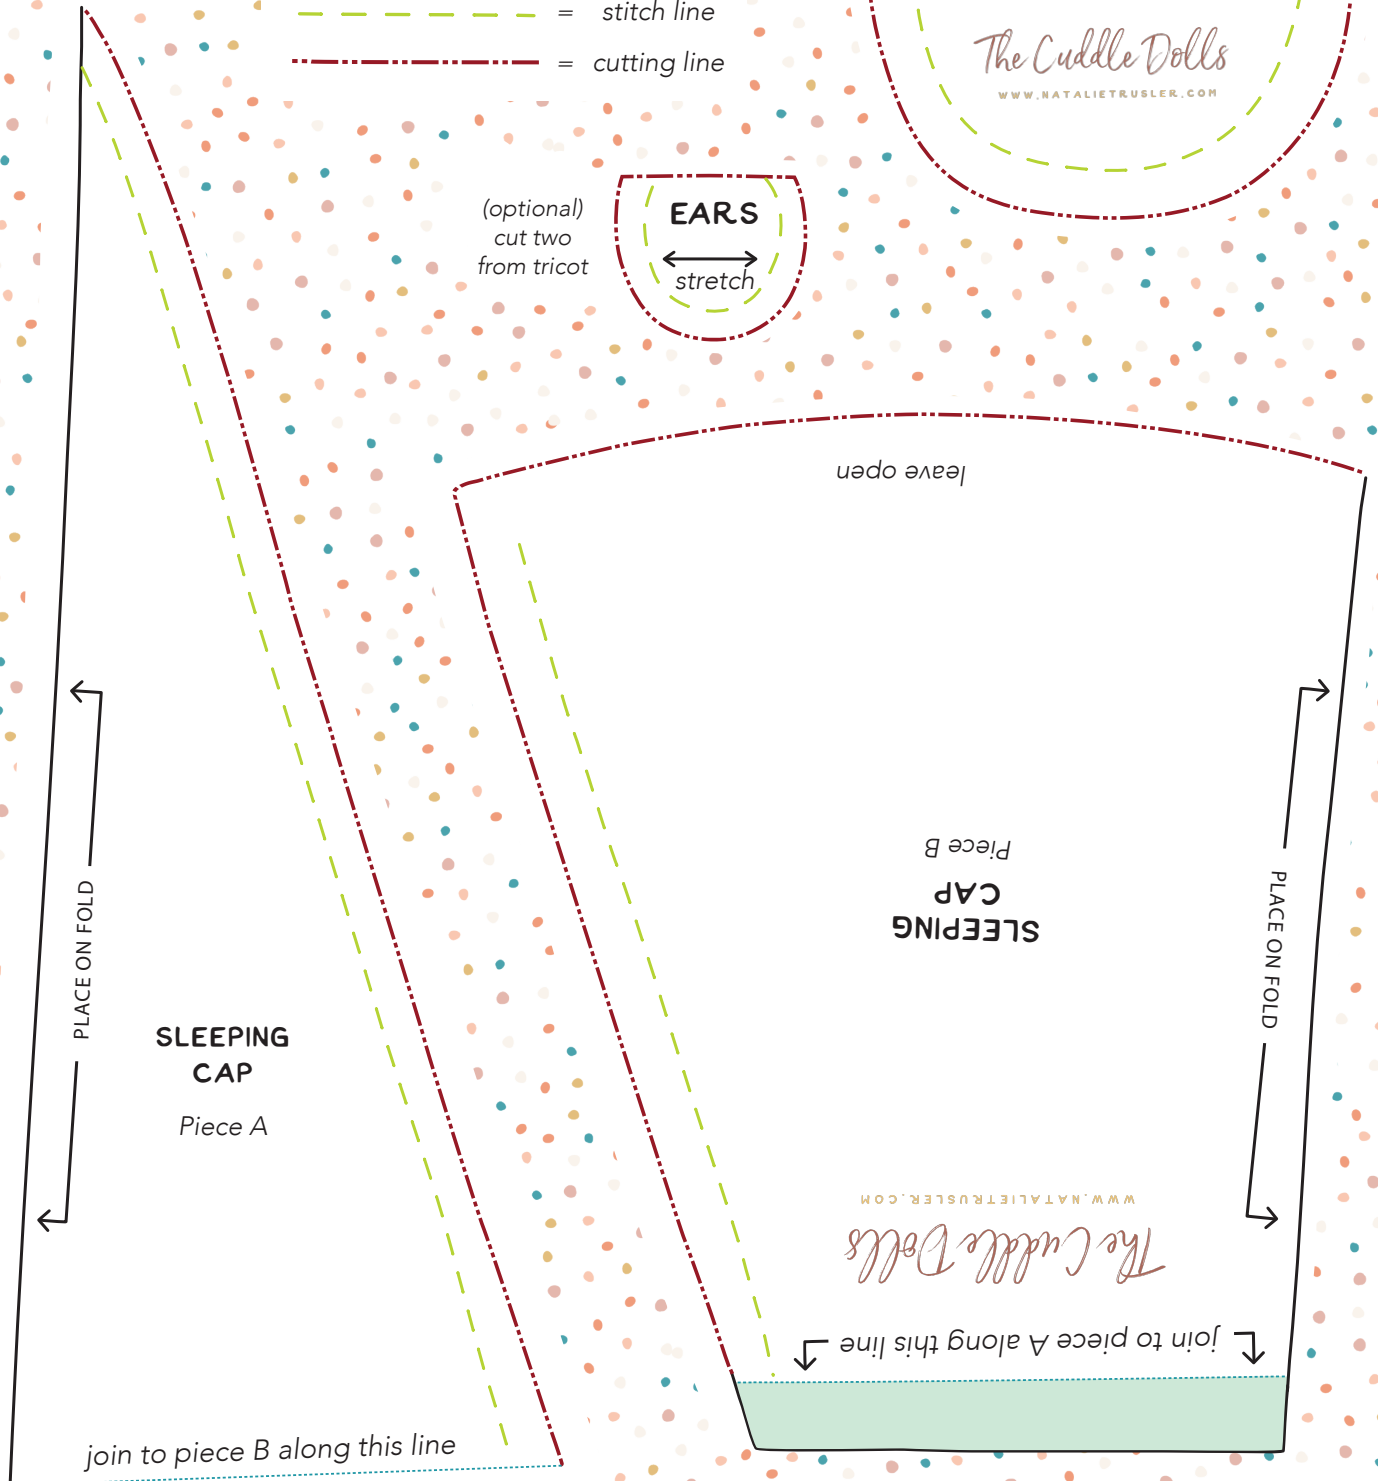 = stitch line
= cutting line
The Cuddle Dolls
WWW.NATALIETRUSLER.COM
(optional)
cut two
from tricot
EARS
stretch
leave open
PLACE ON FOLD
SLEEPING
CAP
Piece A
join to piece B along this line
PLACE ON FOLD
SLEEPING
CAP
Piece B
WWW.NATALIETRUSLER.COM
The Cuddle Dolls
join to piece A along this line